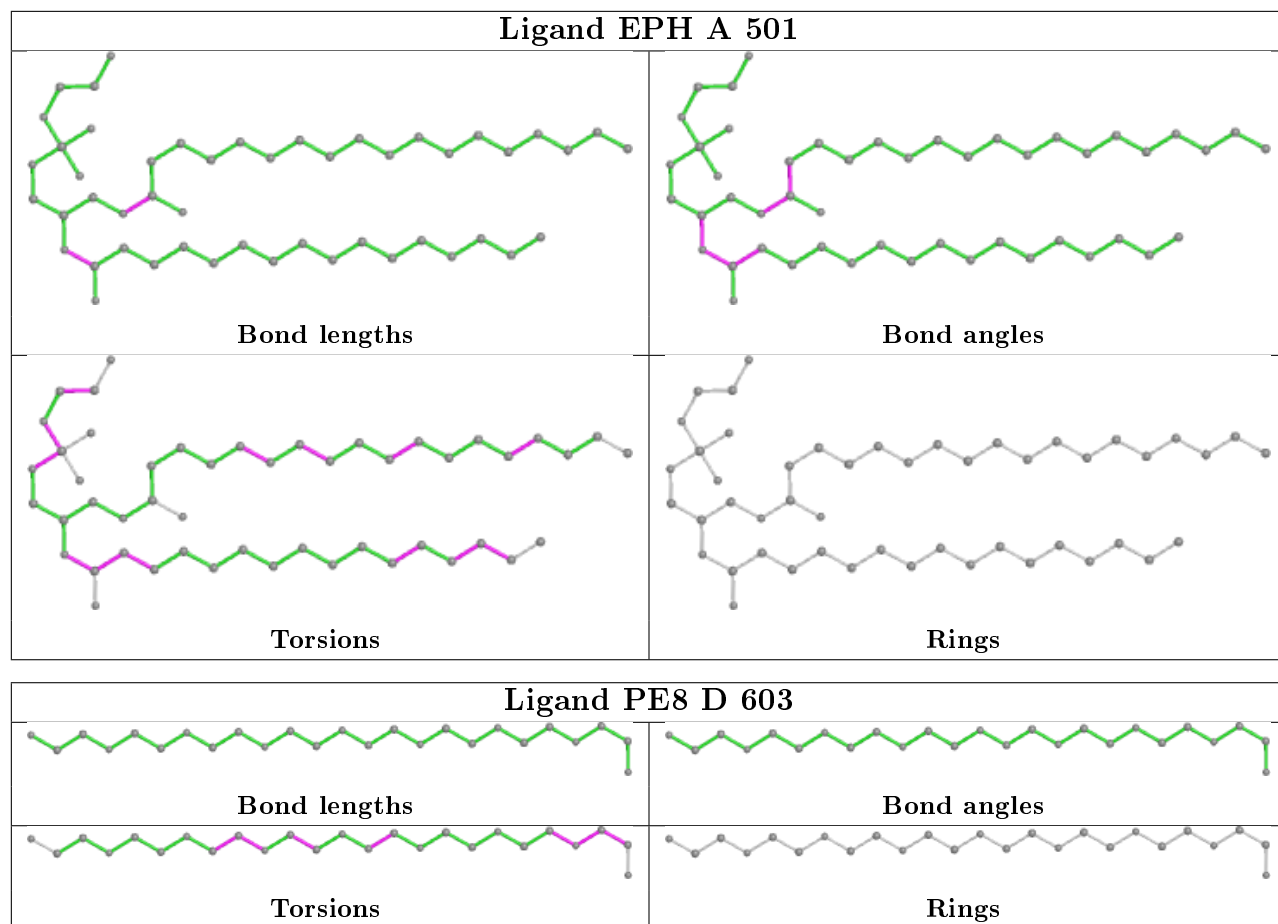 Ligand EPH A 501
Bond lengths
Bond angles
Torsions
Rings
Ligand PE8 D 603
Bond lengths
Bond angles
Torsions
Rings